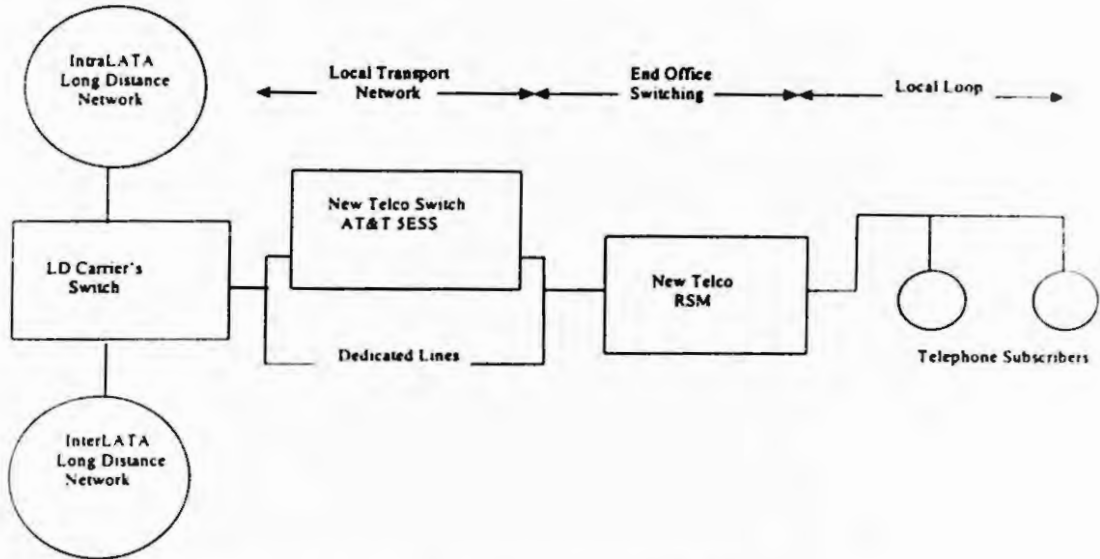 IntraLATA
Long Distance
Network
Local Transport
Network
End Office
Switching
Local Loop
New Telco Switch
AT&T 5ESS
LD Carrier's
Switch
New Telco
RSM
Dedicated Lines
Telephone Subscribers
InterLATA
Long Distance
Network